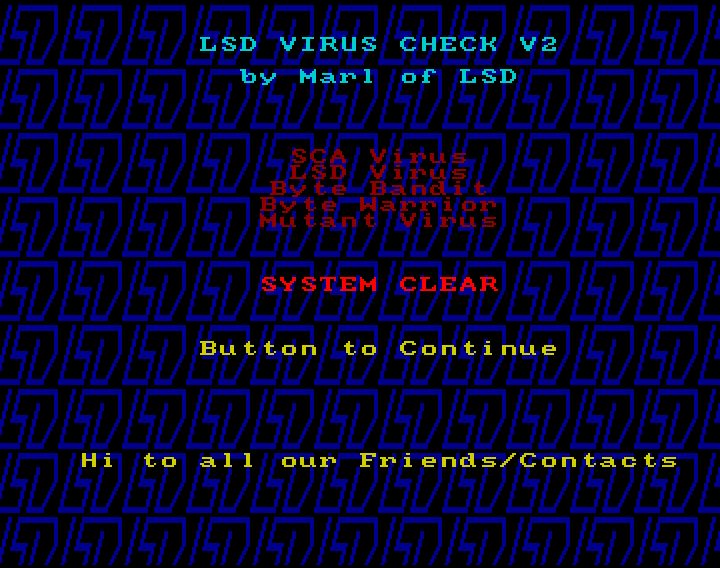 LSD VIRUS CHECK V2
by Marl of LSD
SCA Virus
LSD Virus
Byte Bandit
Byte Warrior
Mutant Virus
SYSTEM CLEAR
Button to Continue
Hi to all our Friends/Contacts